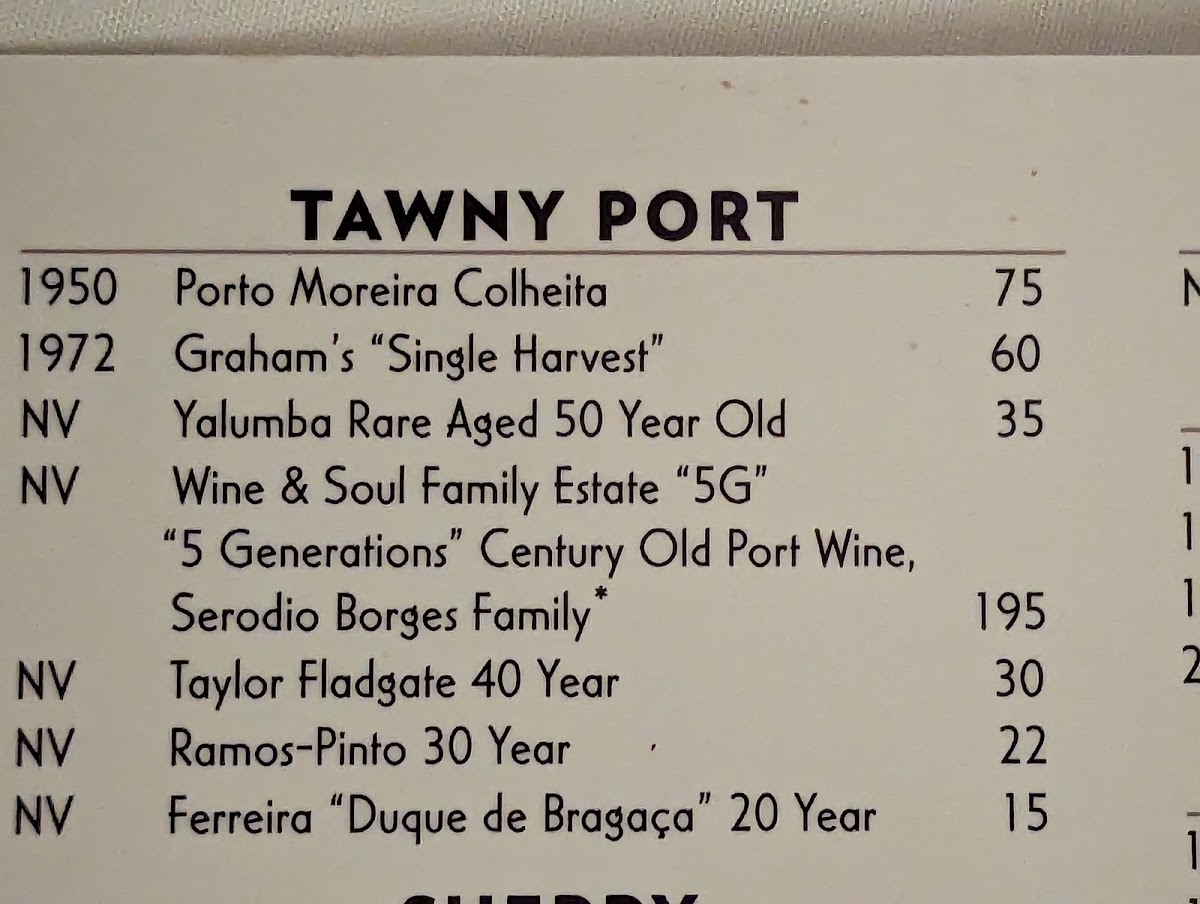 TAWNY PORT
1950 Porto Moreira Colheita 75
1972 Graham's “Single Harvest” 60
NV Yalumba Rare Aged 50 Year Old 35
NV Wine & Soul Family Estate “5G”
“5 Generations” Century Old Port Wine,
Serodio Borges Family* 195
NV Taylor Fladgate 40 Year 30
NV Ramos-Pinto 30 Year 22
NV Ferreira “Duque de Bragaça” 20 Year 15
SHERRY